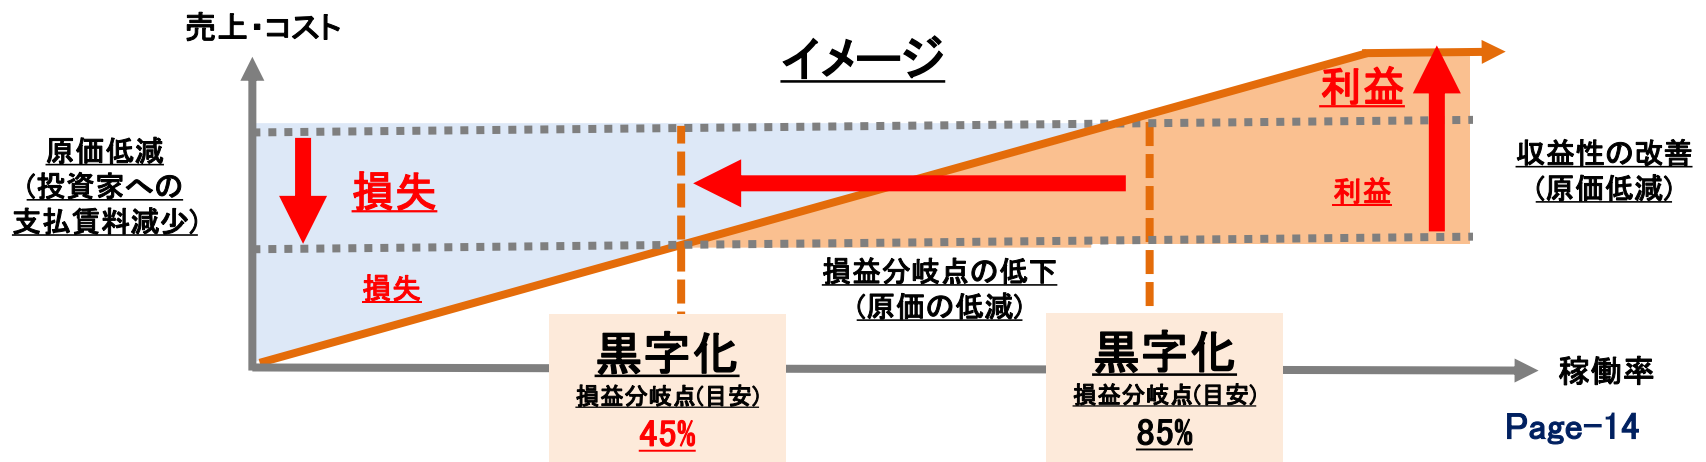 売上・コスト
イメージ
原価低減
(投資家への
支払賃料減少)
損失
損失
利益
利益
収益性の改善
(原価低減)
損益分岐点の低下
(原価の低減)
黒字化
損益分岐点(目安)
45%
黒字化
損益分岐点(目安)
85%
稼働率
Page-14